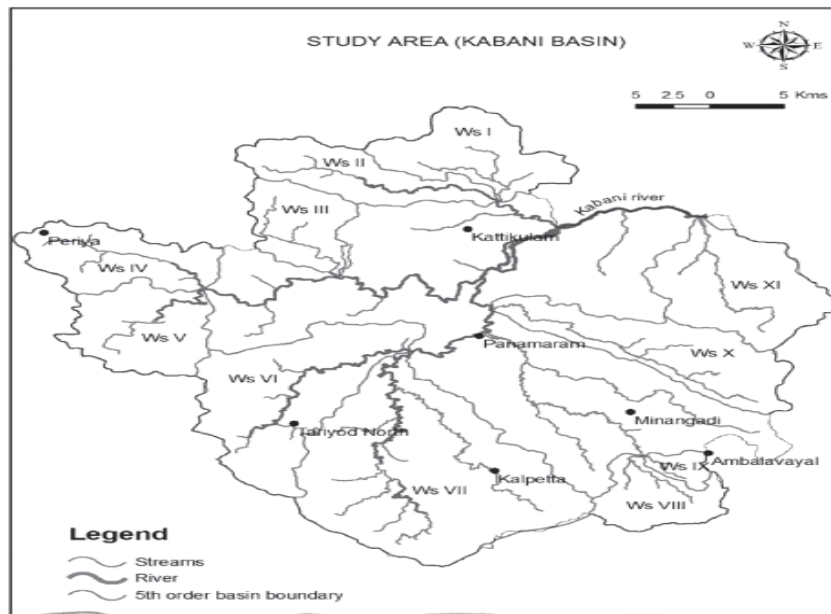 STUDY AREA (KABANI BASIN)
N
W E
S
5 2.5 0 5 Kms
Ws I
Ws II
Ws III
Kabani river
Kattikulam
Periya
Ws IV
Ws XI
Ws V
Panamaram
Ws X
Ws VI
Minangadi
Tariyod North
Ambalavayal
Ws IX
Kalpetta
Ws VII
Ws VIII
Legend
Streams
River
5th order basin boundary